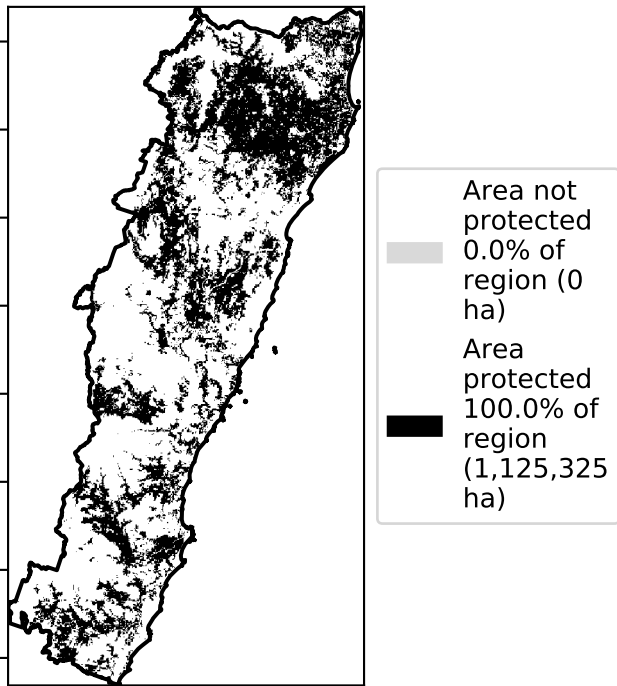 Area not
protected
0.0% of
region (0
ha)
Area
protected
100.0% of
region
(1,125,325
ha)